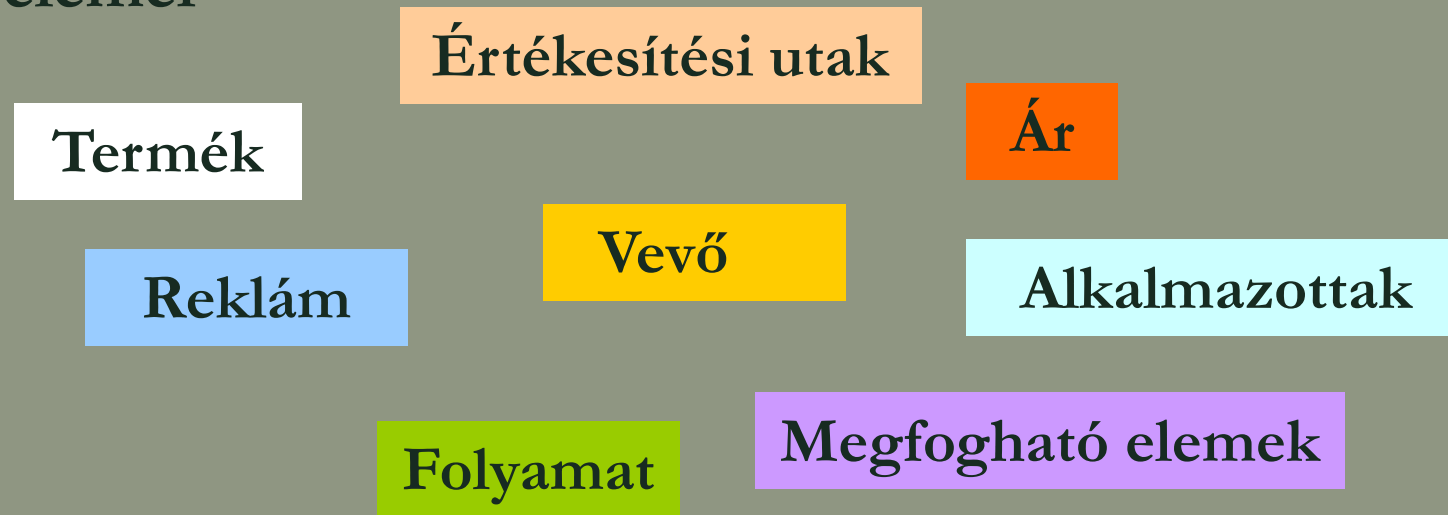 Értékesítési utak
Ár
Termék
Vevő
Alkalmazottak
Reklám
Megfogható elemek
Folyamat